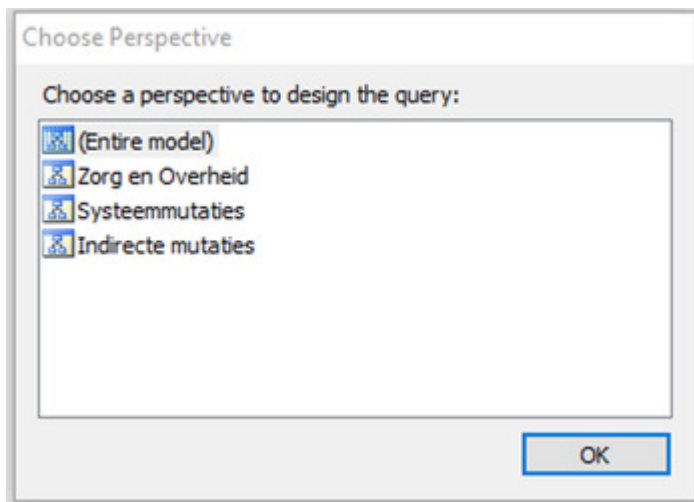 Choose Perspective
Choose a perspective to design the query:
(Entire model)
Zorg en Overheid
Systeemmutaties
Indirecte mutaties
OK